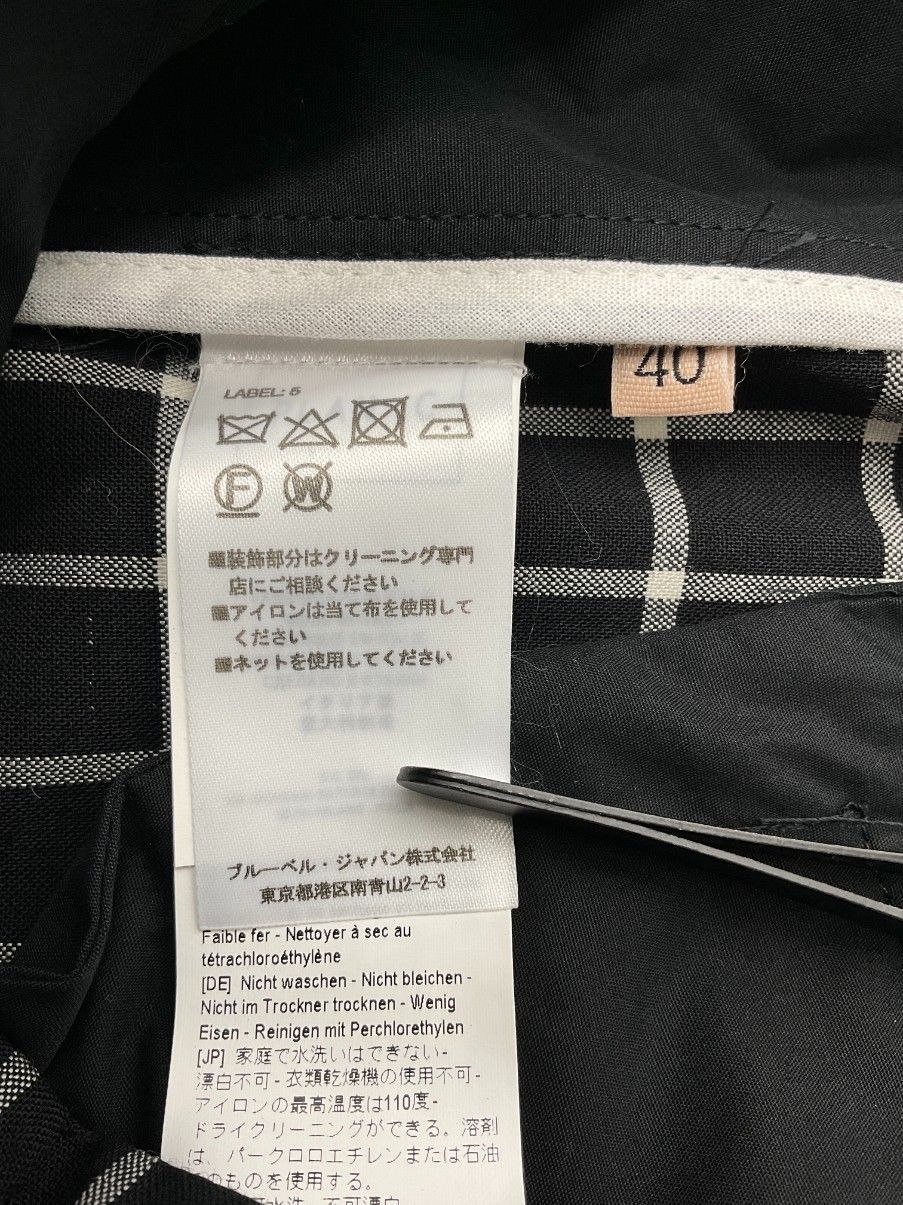 LABEL: 5
40
F
W
■装飾部分はクリーニング専門
店にご相談ください
■アイロンは当て布を使用して
ください
■ネットを使用してください
ブルーベル・ジャパン株式会社
東京都港区南青山2-2-3
Faible fer - Nettoyer à sec au
tétrachloroéthylène
[DE] Nicht waschen - Nicht bleichen -
Nicht im Trockner trocknen - Wenig
Eisen - Reinigen mit Perchlorethylen
[JP] 家庭で水洗いはできない-
漂白不可- 衣類乾燥機の使用不可-
アイロンの最高温度は110度-
ドライクリーニングができる。溶剤
は、パークロロエチレンまたは石油
のものを使用する。
水洗 - 不可漂白